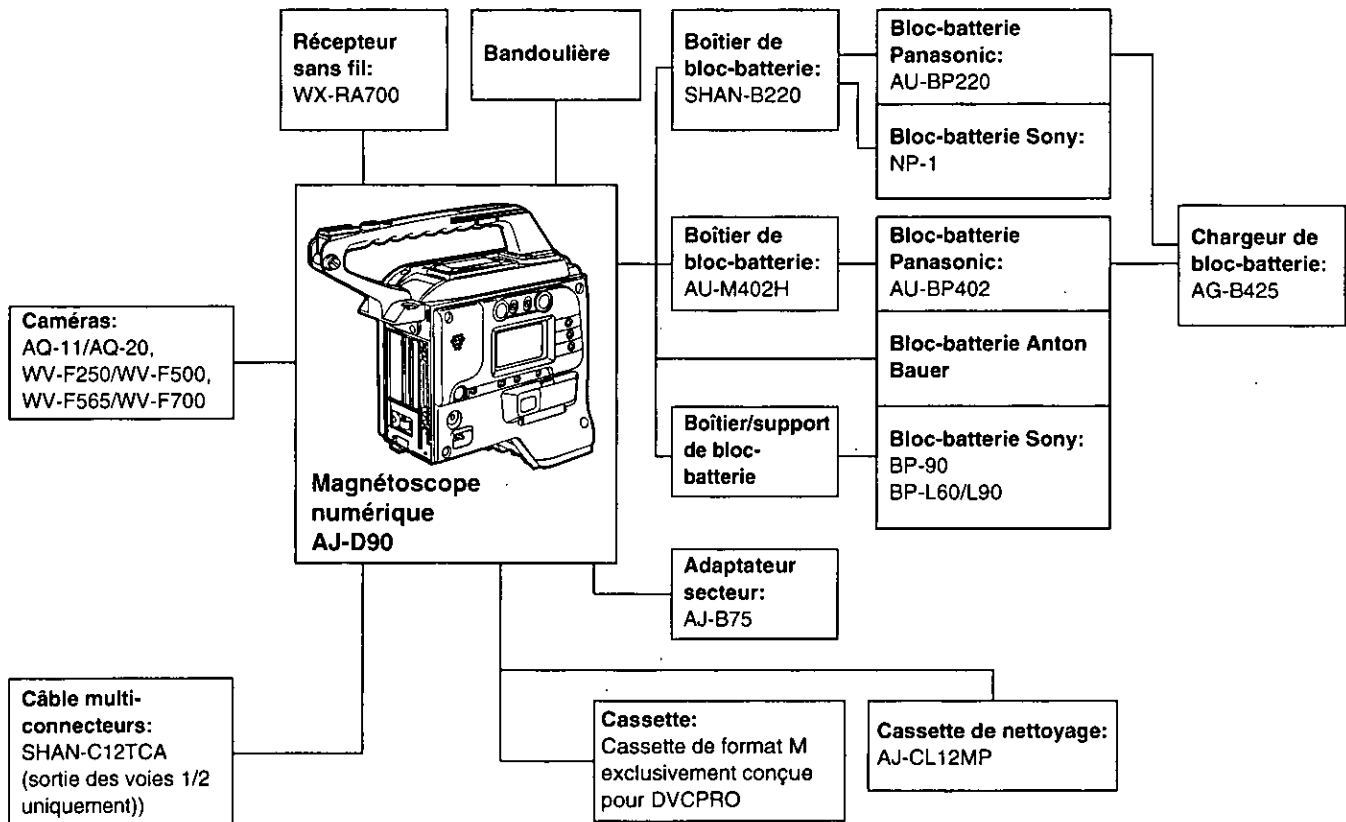 Récepteur
sans fil:
WX-RA700
Bandoulière
Boîtier de
bloc-batterie:
SHAN-B220
Bloc-batterie
Panasonic:
AU-BP220
Bloc-batterie Sony:
NP-1
Boîtier de
bloc-batterie:
AU-M402H
Bloc-batterie
Panasonic:
AU-BP402
Chargeur de
bloc-batterie:
AG-B425
Caméras:
AQ-11/AQ-20,
WV-F250/WV-F500,
WV-F565/WV-F700
Bloc-batterie Anton
Bauer
Boîtier/support
de bloc-
batterie
Bloc-batterie Sony:
BP-90
BP-L60/L90
Magnétoscope
numérique
AJ-D90
Adaptateur
secteur:
AJ-B75
Câble multi-
connecteurs:
SHAN-C12TCA
(sortie des voies 1/2
uniquement))
Cassette:
Cassette de format M
exclusivement conçue
pour DVCPRO
Cassette de nettoyage:
AJ-CL12MP